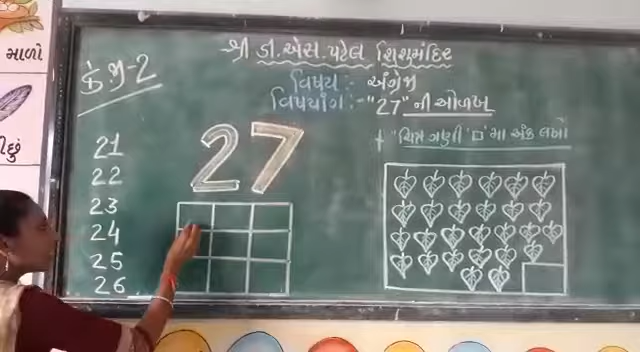 માળો
કે.જી-2
શ્રી ડી.એસ.પટેલ શિશુમંદિર
વિષય :- અંગ્રેજી
વિષયાંગ :- "27" ની ઓળખ
ચિત્ર ગણી '□' મા અંક લખો
21
22
23
24
25
26
27